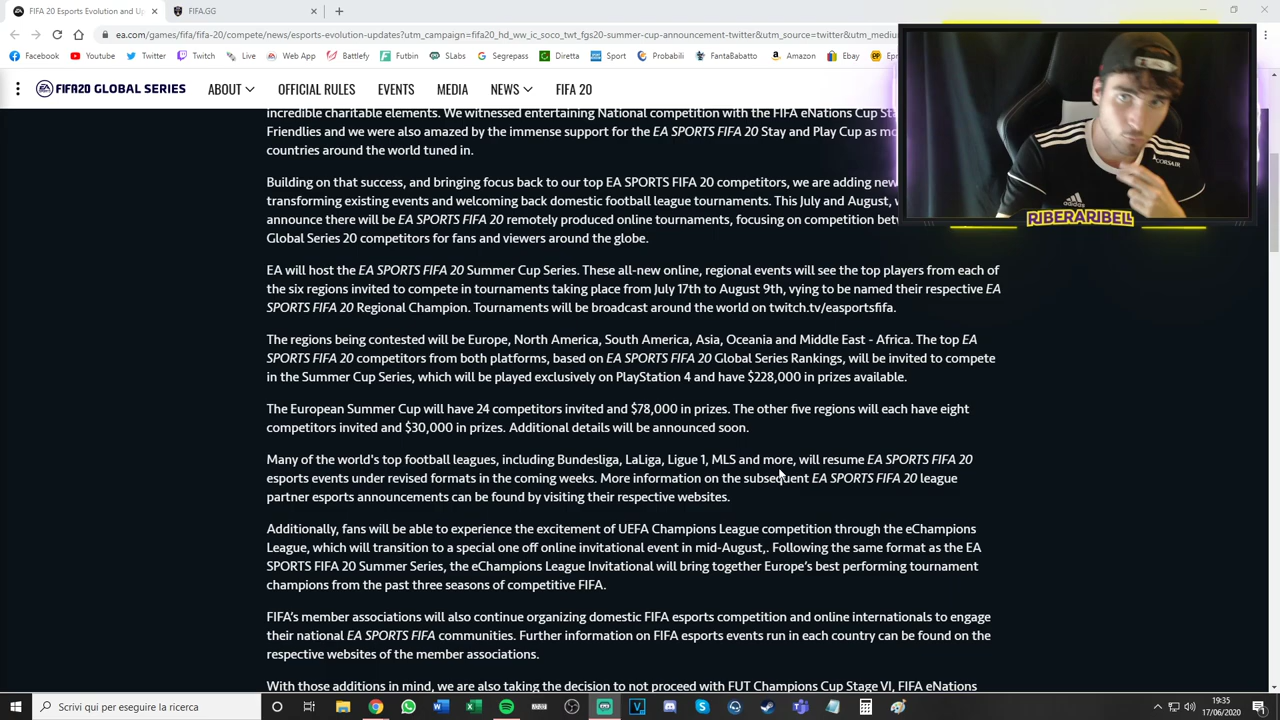 FIFA 20 Esports Evolution and Up
FIFA.GG
ea.com/games/fifa/fifa-20/compete/news/esports-evolution-updates?utm_campaign=fifa20_hd_ww_ic_soco_twt_fgs20-summer-cup-announcement-twitter&utm_source=twitter&utm_mediu
Facebook Youtube Twitter Twitch Live Web App Battlefy Futbin SLabs Segrepass Diretta Sport Probabili FantaBabatto Amazon Ebay Epr
FIFA20 GLOBAL SERIES ABOUT OFFICIAL RULES EVENTS MEDIA NEWS FIFA 20
incredible charitable elements. We witnessed entertaining National competition with the FIFA eNations Cup Sta
Friendlies and we were also amazed by the immense support for the EA SPORTS FIFA 20 Stay and Play Cup as mo
countries around the world tuned in.
Building on that success, and bringing focus back to our top EA SPORTS FIFA 20 competitors, we are adding new
transforming existing events and welcoming back domestic football league tournaments. This July and August, w
announce there will be EA SPORTS FIFA 20 remotely produced online tournaments, focusing on competition betw
Global Series 20 competitors for fans and viewers around the globe.
CORSAIR
adidas
RIBERARIBELL
EA will host the EA SPORTS FIFA 20 Summer Cup Series. These all-new online, regional events will see the top players from each of
the six regions invited to compete in tournaments taking place from July 17th to August 9th, vying to be named their respective EA
SPORTS FIFA 20 Regional Champion. Tournaments will be broadcast around the world on twitch.tv/easportsfifa.
The regions being contested will be Europe, North America, South America, Asia, Oceania and Middle East - Africa. The top EA
SPORTS FIFA 20 competitors from both platforms, based on EA SPORTS FIFA 20 Global Series Rankings, will be invited to compete
in the Summer Cup Series, which will be played exclusively on PlayStation 4 and have $228,000 in prizes available.
The European Summer Cup will have 24 competitors invited and $78,000 in prizes. The other five regions will each have eight
competitors invited and $30,000 in prizes. Additional details will be announced soon.
Many of the world's top football leagues, including Bundesliga, LaLiga, Ligue 1, MLS and more, will resume EA SPORTS FIFA 20
esports events under revised formats in the coming weeks. More information on the subsequent EA SPORTS FIFA 20 league
partner esports announcements can be found by visiting their respective websites.
Additionally, fans will be able to experience the excitement of UEFA Champions League competition through the eChampions
League, which will transition to a special one off online invitational event in mid-August,. Following the same format as the EA
SPORTS FIFA 20 Summer Series, the eChampions League Invitational will bring together Europe's best performing tournament
champions from the past three seasons of competitive FIFA.
FIFA's member associations will also continue organizing domestic FIFA esports competition and online internationals to engage
their national EA SPORTS FIFA communities. Further information on FIFA esports events run in each country can be found on the
respective websites of the member associations.
With those additions in mind, we are also taking the decision to not proceed with FUT Champions Cup Stage VI, FIFA eNations
Scrivi qui per eseguire la ricerca
19:35
17/06/2020